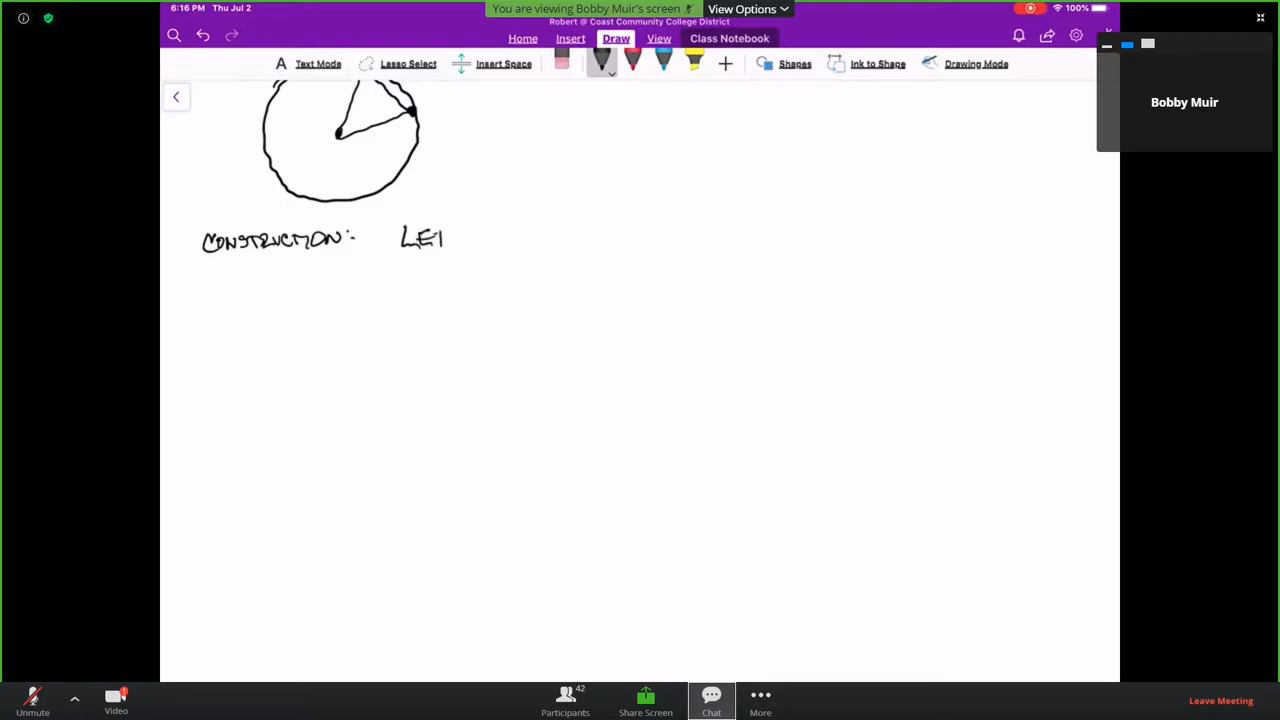 6:16 PM Thu Jul 2
You are viewing Bobby Muir's screen
View Options
100%
Robert @ Coast Community College District
Home Insert Draw View Class Notebook
Text Mode Lasso Select Insert Space Shapes Ink to Shape Drawing Mode
Bobby Muir
CONSTRUCTION: LET
42
Unmute Video Participants Share Screen Chat More Leave Meeting